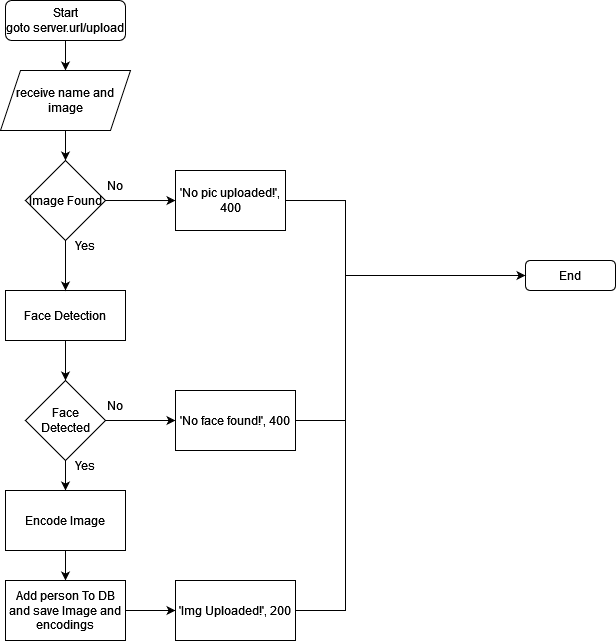 Start
goto server.url/upload
receive name and
image
Image Found
No
'No pic uploaded!',
400
Yes
End
Face Detection
Face
Detected
No
'No face found!', 400
Yes
Encode Image
Add person To DB
and save Image and
encodings
'Img Uploaded!', 200